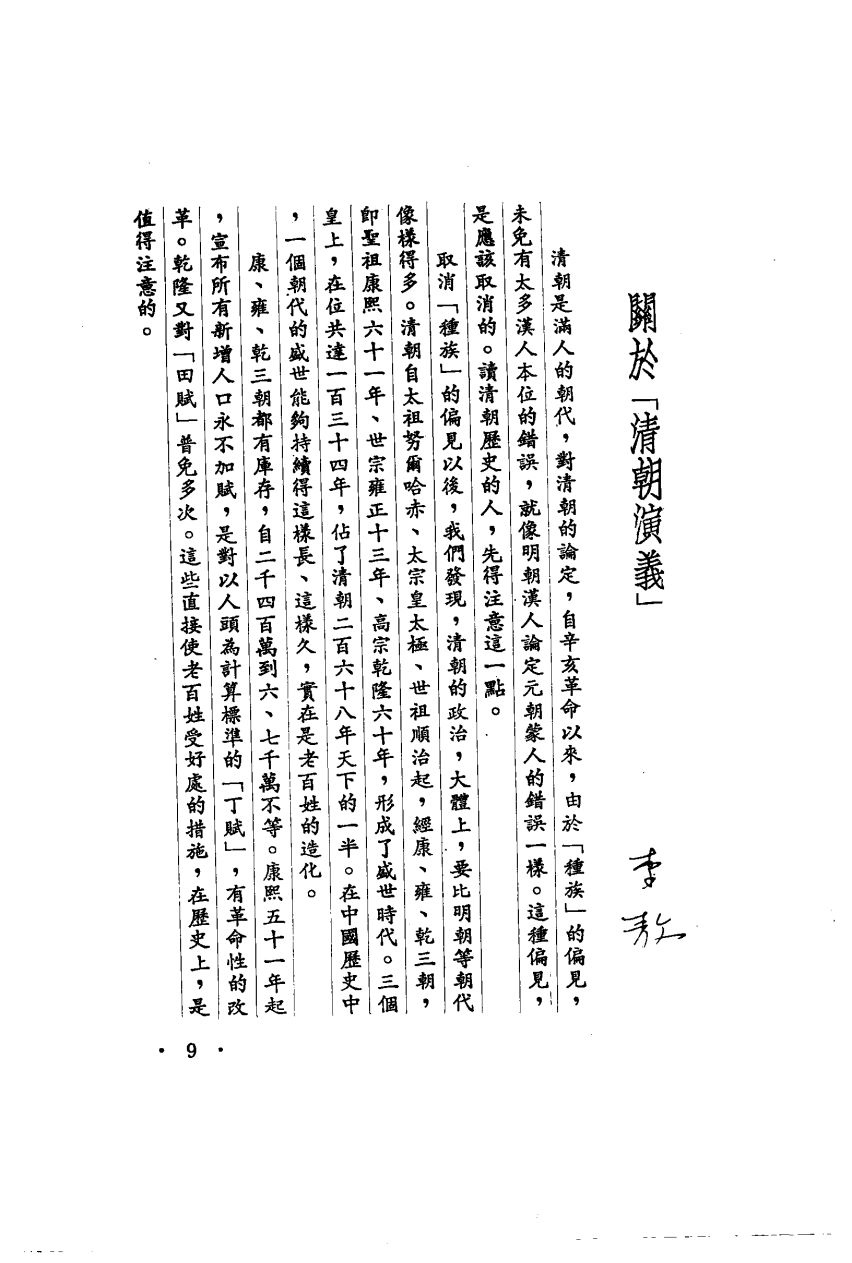 關於「清朝演義」
李敖
清朝是滿人的朝代，對清朝的論定，自辛亥革命以來，由於「種族」的偏見，
未免有太多漢人本位的錯誤，就像明朝漢人論定元朝蒙人的錯誤一樣。這種偏見，
是應該取消的。讀清朝歷史的人，先得注意這一點。
取消「種族」的偏見以後，我們發現，清朝的政治，大體上，要比明朝等朝代
像樣得多。清朝自太祖努爾哈赤、太宗皇太極、世祖順治起，經康、雍、乾三朝，
即聖祖康熙六十一年、世宗雍正十三年、高宗乾隆六十年，形成了盛世時代。三個
皇上，在位共達一百三十四年，佔了清朝二百六十八年天下的一半。在中國歷史中
，一個朝代的盛世能夠持續得這樣長、這樣久，實在是老百姓的造化。
康、雍、乾三朝都有庫存，自二千四百萬到六、七千萬不等。康熙五十一年起
，宣布所有新增人口永不加賦，是對以人頭為計算標準的「丁賦」，有革命性的改
革。乾隆又對「田賦」普免多次。這些直接使老百姓受好處的措施，在歷史上，是
值得注意的。
• 9 •